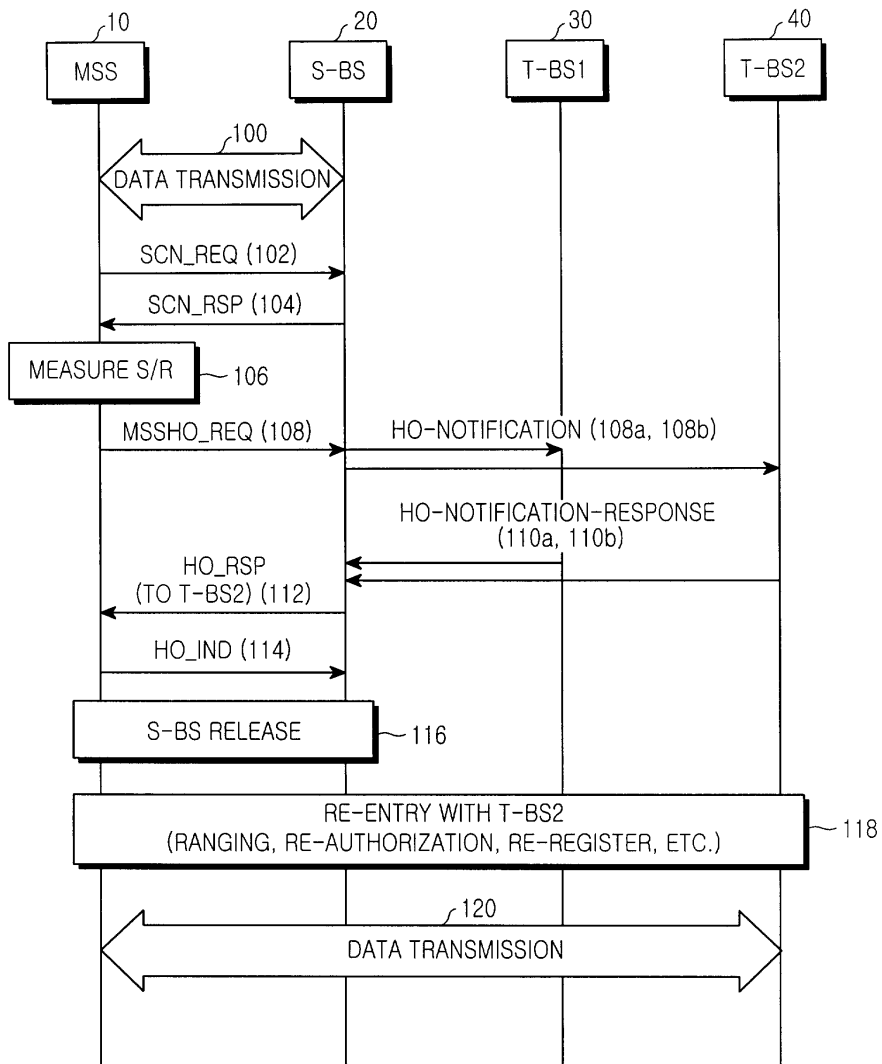 10
20
30
40
MSS
S-BS
T-BS1
T-BS2
100
DATA TRANSMISSION
SCN_REQ (102)
SCN_RSP (104)
MEASURE S/R
106
MSSHO_REQ (108)
HO-NOTIFICATION (108a, 108b)
HO-NOTIFICATION-RESPONSE
(110a, 110b)
HO_RSP
(TO T-BS2) (112)
HO_IND (114)
S-BS RELEASE
116
RE-ENTRY WITH T-BS2
(RANGING, RE-AUTHORIZATION, RE-REGISTER, ETC.)
118
120
DATA TRANSMISSION